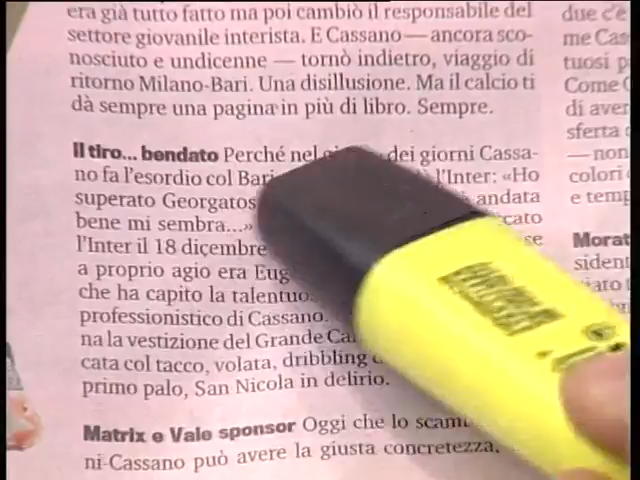 era già tutto fatto ma poi cambiò il responsabile del
settore giovanile interista. E Cassano — ancora sco-
nosciuto e undicenne — tornò indietro, viaggio di
ritorno Milano-Bari. Una disillusione. Ma il calcio ti
dà sempre una pagina in più di libro. Sempre.
Il tiro... bendato Perché nel dei giorni Cassa-
no fa l'esordio col Bari l'Inter: «Ho
superato Georgatos andata
bene mi sembra...»
l'Inter il 18 dicembre
a proprio agio era Eug
che ha capito la talentuo
professionistico di Cassano.
na la vestizione del Grande Ca
cata col tacco, volata, dribbling
primo palo, San Nicola in delirio.
Matrix e Vale sponsor Oggi che lo scam
ni-Cassano può avere la giusta concretezza.
due c'è
me Cas
tuosi p
Come
di aver
sferta
— non
colori
e temp
Morat
sident